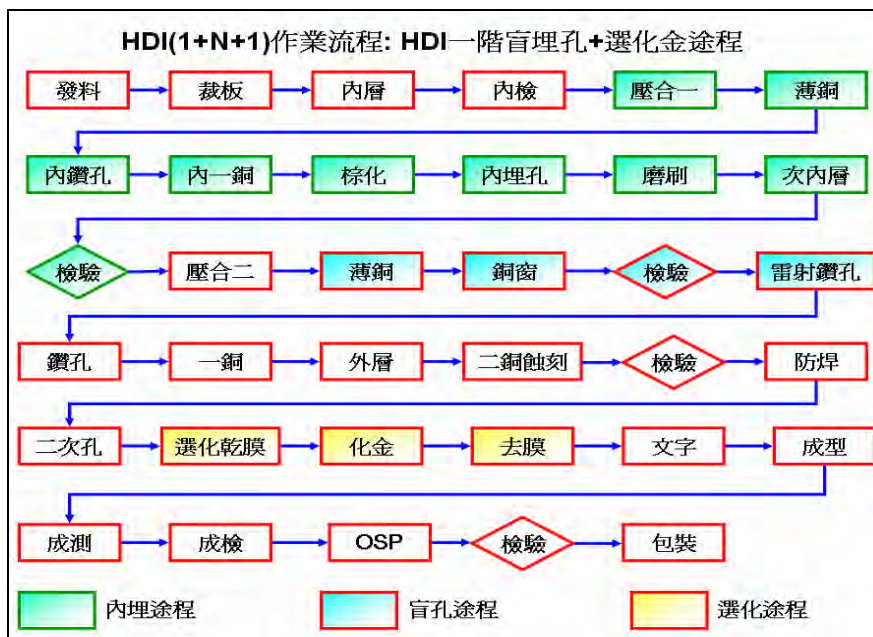 HDI(1+N+1)作業流程: HDI一階盲埋孔+選化金途程
發料 裁板 內層 內檢 壓合一 薄銅
內鑽孔 內一銅 棕化 內埋孔 磨刷 次內層
檢驗 壓合二 薄銅 銅窗 檢驗 雷射鑽孔
鑽孔 一銅 外層 二銅蝕刻 檢驗 防焊
二次孔 選化乾膜 化金 去膜 文字 成型
成測 成檢 OSP 檢驗 包裝
內埋途程 盲孔途程 選化途程